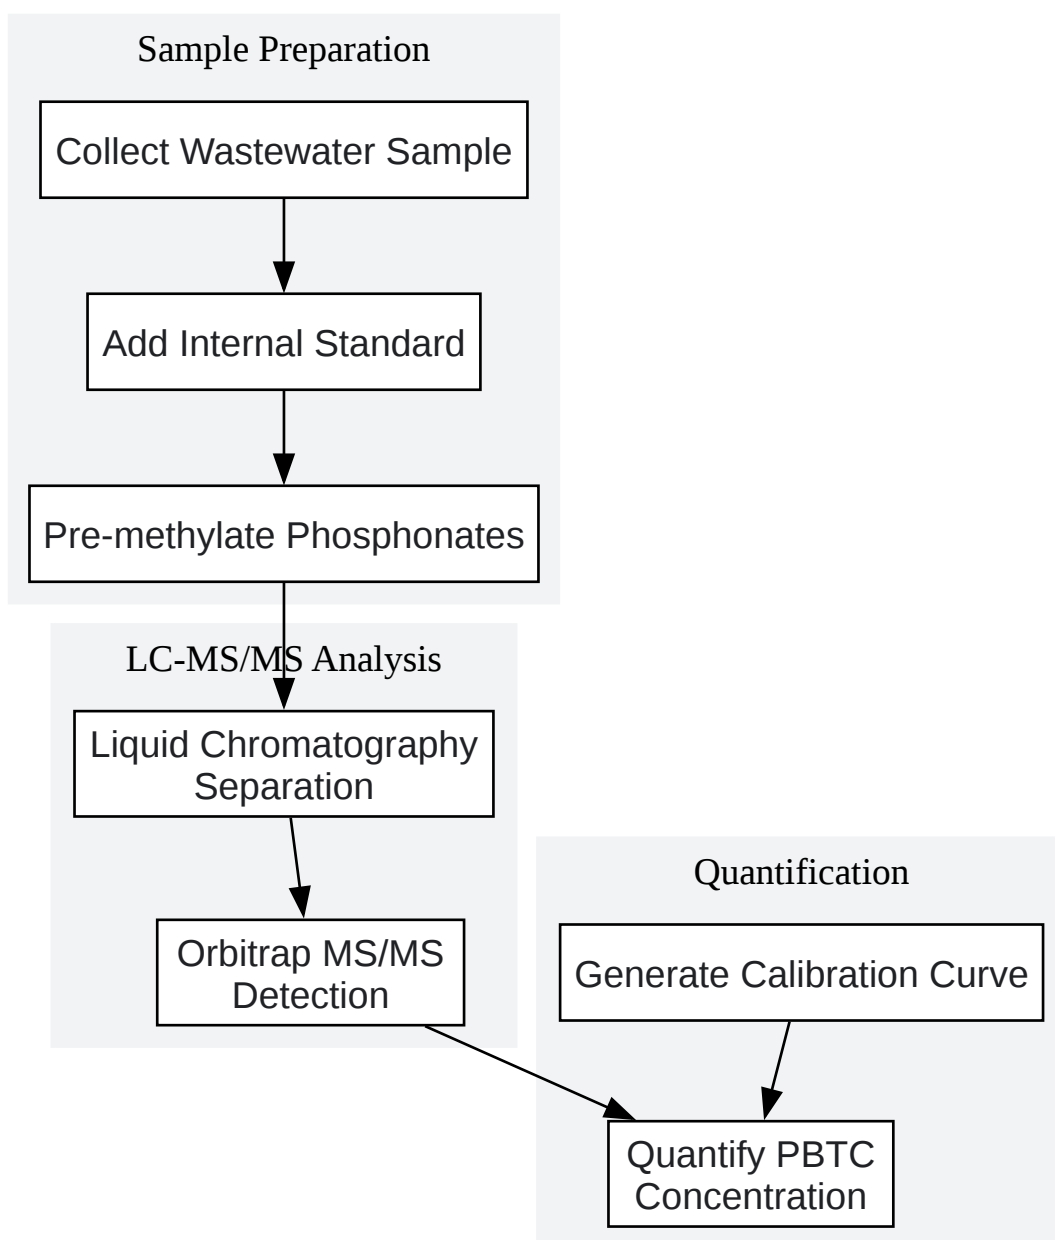 Sample Preparation
Collect Wastewater Sample
Add Internal Standard
Pre-methylate Phosphonates
LC-MS/MS Analysis
Liquid Chromatography
Separation
Orbitrap MS/MS
Detection
Quantification
Generate Calibration Curve
Quantify PBTC
Concentration